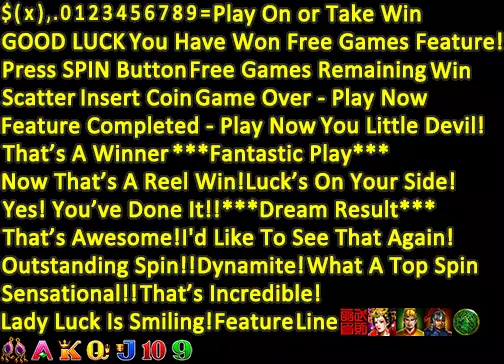 $(x),.0123456789=Play On or Take Win
GOOD LUCK You Have Won Free Games Feature!
Press SPIN Button Free Games Remaining Win
Scatter Insert Coin Game Over - Play Now
Feature Completed - Play Now You Little Devil!
That's A Winner ***Fantastic Play***
Now That's A Reel Win!Luck's On Your Side!
Yes! You've Done It!!***Dream Result***
That's Awesome!I'd Like To See That Again!
Outstanding Spin!!Dynamite!What A Top Spin
Sensational!!That's Incredible!
Lady Luck Is Smiling!Feature Line
A K Q J 10 9